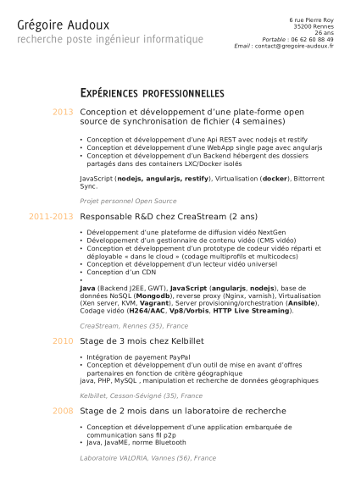 Grégoire Audoux
recherche poste ingénieur informatique
6 rue Pierre Roy
35200 Rennes
26 ans
Portable : 06 62 60 88 49
Email : contact@gregoire-audoux.fr
Expériences professionnelles
2013 Conception et développement d’une plate-forme open
source de synchronisation de fichier (4 semaines)
• Conception et développement d'une Api REST avec nodejs et restify
• Conception et développement d'une WebApp single page avec angularjs
• Conception et développement d'un Backend hébergent des dossiers
partagés dans des containers LXC/Docker isolés
JavaScript (nodejs, angularjs, restify), Virtualisation (docker), Bittorrent
Sync.
Projet personnel Open Source
2011-2013 Responsable R&D chez CreaStream (2 ans)
• Développement d'une plateforme de diffusion vidéo NextGen
• Développement d'un gestionnaire de contenu vidéo (CMS vidéo)
• Conception et développement d'un prototype de codeur vidéo réparti et
déployable « dans le cloud » (codage multiprofils et multicodecs)
• Conception et développement d'un lecteur vidéo universel
• Conception d'un CDN
•
Java (Backend J2EE, GWT), JavaScript (angularjs, nodejs), base de
données NoSQL (Mongodb), reverse proxy (Nginx, varnish), Virtualisation
(Xen server, KVM, Vagrant), Server provisioning/orchestration (Ansible),
Codage vidéo (H264/AAC, Vp8/Vorbis, HTTP Live Streaming).
CreaStream, Rennes (35), France
2010 Stage de 3 mois chez Kelbillet
• Intégration de payement PayPal
• Conception et développement d'un outil de mise en avant d’offres
partenaires en fonction de critère géographiques
java, PHP, MySQL , manipulation et recherche de données géographiques
Kelbillet, Cesson-Sévigné (35), France
2008 Stage de 2 mois dans un laboratoire de recherche
• Conception et développement d'une application embarquée de
communication sans fil p2p
• Java, JavaME, norme Bluetooth
Laboratoire VALORIA, Vannes (56), France